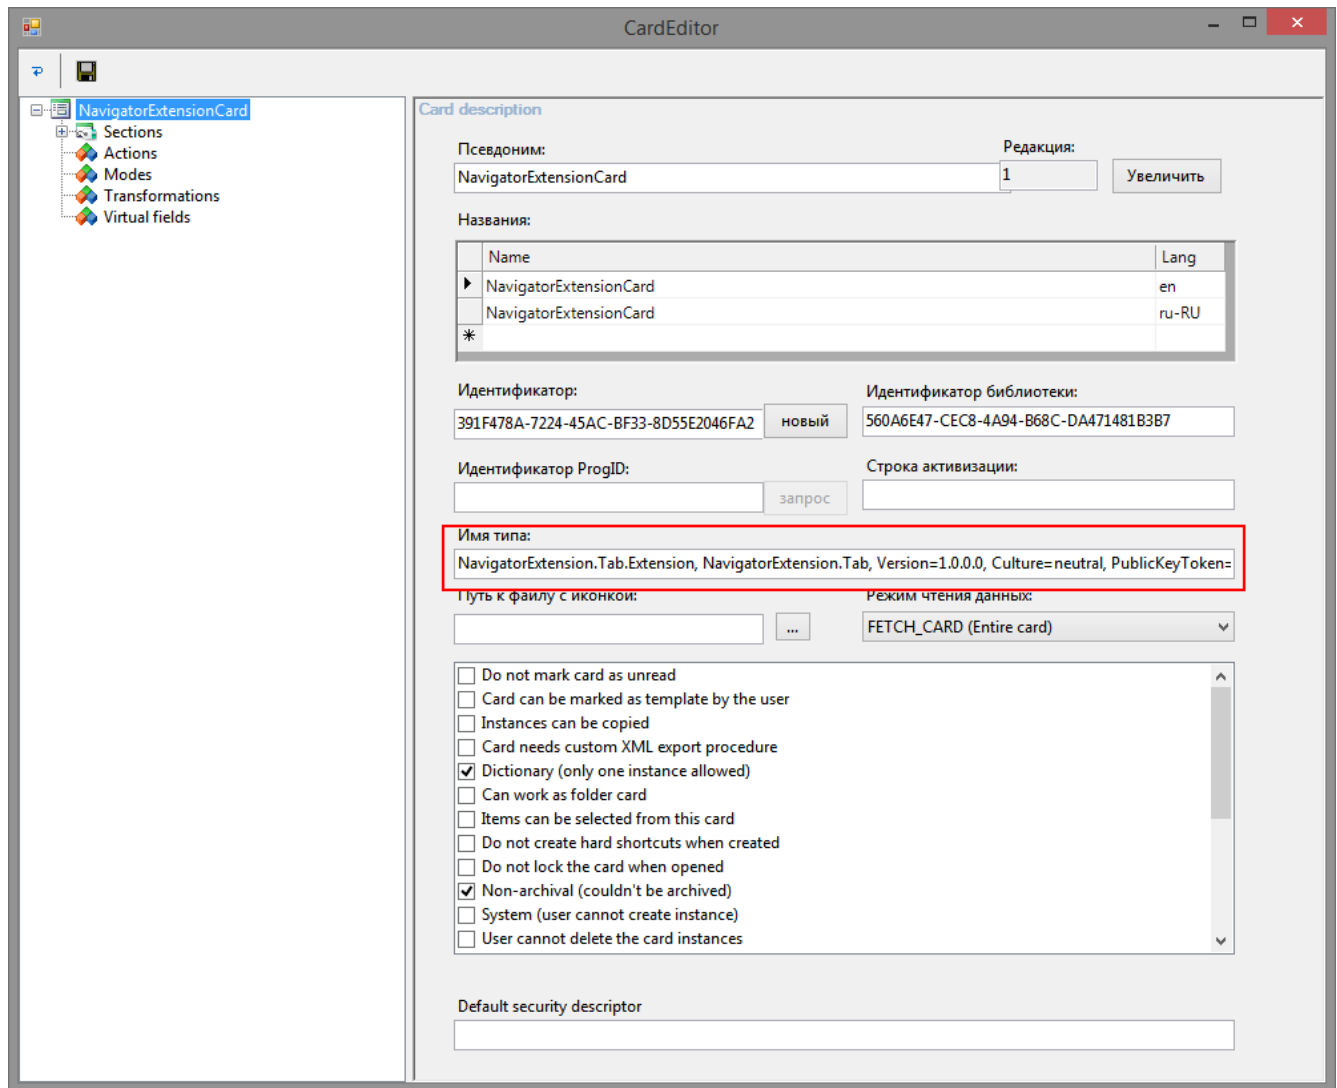 CardEditor
NavigatorExtensionCard
Sections
Actions
Modes
Transformations
Virtual fields
Card description
Псевдоним:
Редакция:
NavigatorExtensionCard
1
Увеличить
Названия:
Name
Lang
NavigatorExtensionCard
en
NavigatorExtensionCard
ru-RU
Идентификатор:
Идентификатор библиотеки:
391F478A-7224-45AC-BF33-8D55E2046FA2
новый
560A6E47-CEC8-4A94-B68C-DA471481B3B7
Идентификатор ProgID:
Строка активизации:
запрос
Имя типа:
NavigatorExtension.Tab.Extension, NavigatorExtension.Tab, Version=1.0.0.0, Culture=neutral, PublicKeyToken=
Путь к файлу с иконкой:
Режим чтения данных:
...
FETCH_CARD (Entire card)
Do not mark card as unread
Card can be marked as template by the user
Instances can be copied
Card needs custom XML export procedure
Dictionary (only one instance allowed)
Can work as folder card
Items can be selected from this card
Do not create hard shortcuts when created
Do not lock the card when opened
Non-archival (couldn't be archived)
System (user cannot create instance)
User cannot delete the card instances
Default security descriptor